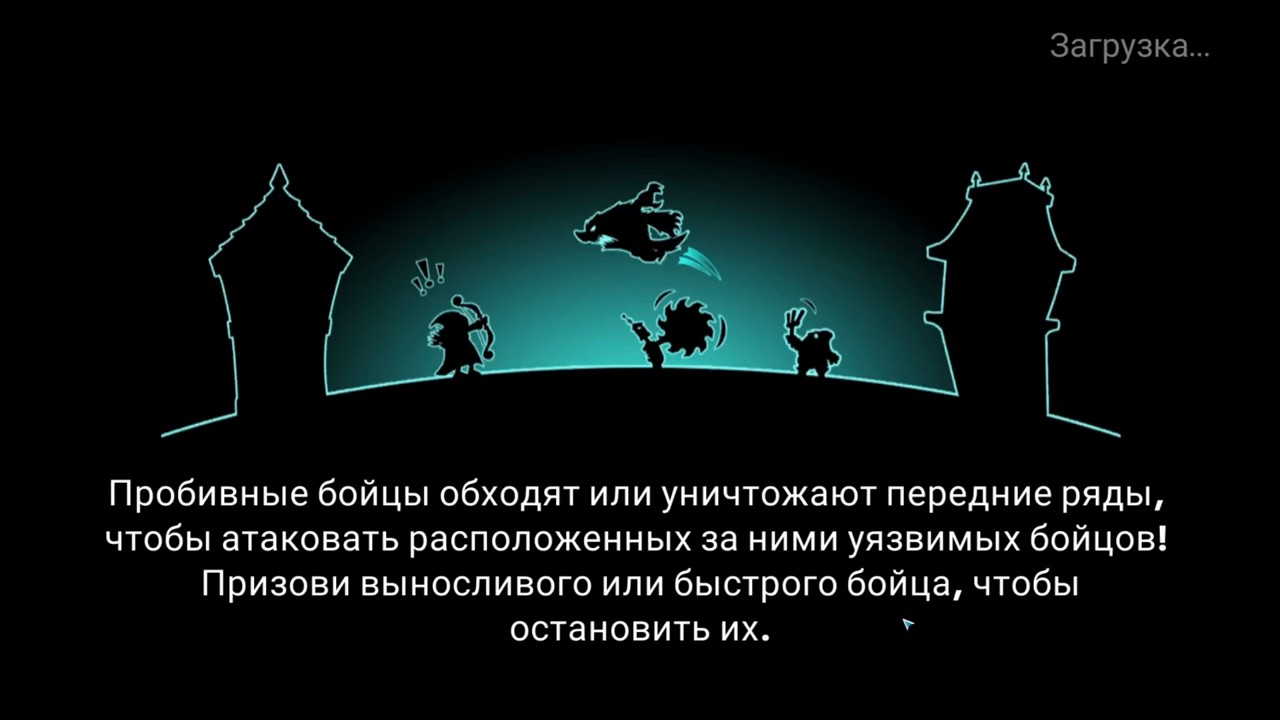 Загрузка...
Пробивные бойцы обходят или уничтожают передние ряды,
чтобы атаковать расположенных за ними уязвимых бойцов!
Призови выносливого или быстрого бойца, чтобы
остановить их.